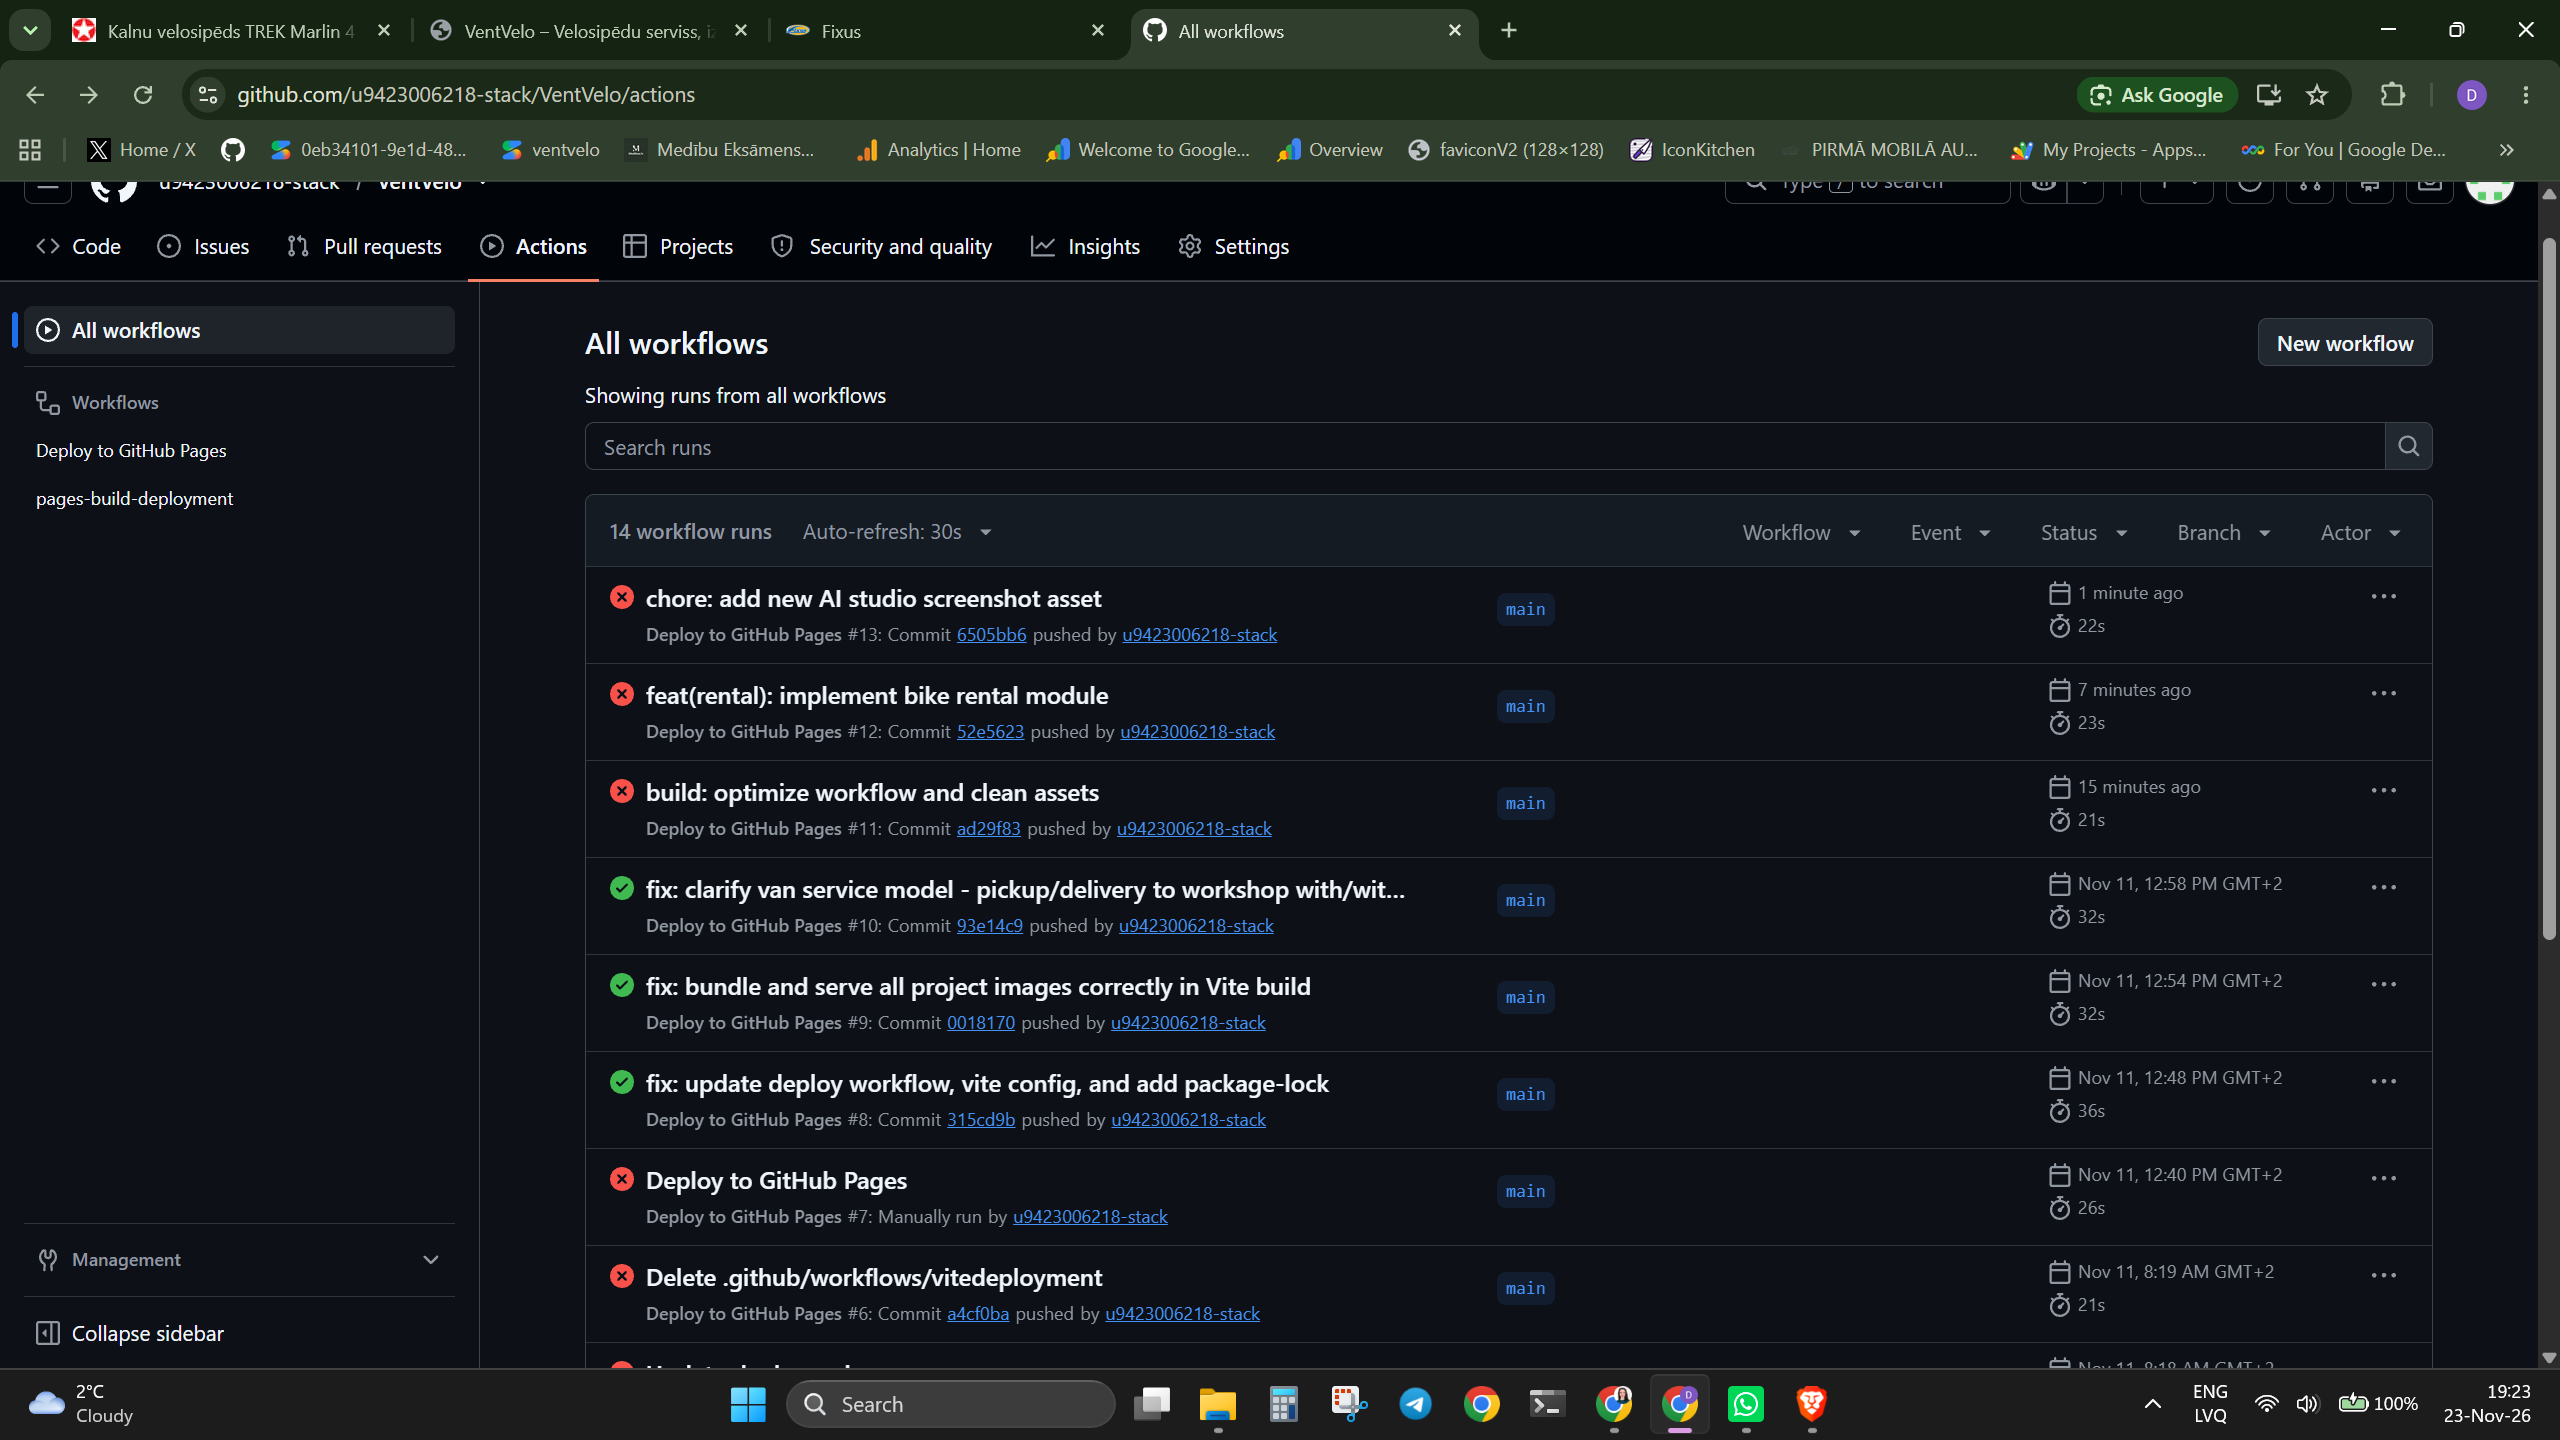 Kalnu velosipēds TREK Marlin 4
VentVelo – Velosipēdu serviss, iz
Fixus
All workflows
github.com/u9423006218-stack/VentVelo/actions
Ask Google
D
Home / X
0eb34101-9e1d-48...
ventvelo
Medību Eksāmens...
Analytics | Home
Welcome to Google...
Overview
faviconV2 (128×128)
IconKitchen
PIRMĀ MOBILĀ AU...
My Projects - Apps...
For You | Google De...
u9423006218-stack / VentVelo
Type / to search
Code
Issues
Pull requests
Actions
Projects
Security and quality
Insights
Settings
All workflows
Workflows
Deploy to GitHub Pages
pages-build-deployment
Management
Collapse sidebar
All workflows
New workflow
Showing runs from all workflows
Search runs
14 workflow runs
Auto-refresh: 30s
Workflow
Event
Status
Branch
Actor
chore: add new AI studio screenshot asset
Deploy to GitHub Pages #13: Commit 6505bb6 pushed by u9423006218-stack
main
1 minute ago
22s
feat(rental): implement bike rental module
Deploy to GitHub Pages #12: Commit 52e5623 pushed by u9423006218-stack
main
7 minutes ago
23s
build: optimize workflow and clean assets
Deploy to GitHub Pages #11: Commit ad29f83 pushed by u9423006218-stack
main
15 minutes ago
21s
fix: clarify van service model - pickup/delivery to workshop with/wit...
Deploy to GitHub Pages #10: Commit 93e14c9 pushed by u9423006218-stack
main
Nov 11, 12:58 PM GMT+2
32s
fix: bundle and serve all project images correctly in Vite build
Deploy to GitHub Pages #9: Commit 0018170 pushed by u9423006218-stack
main
Nov 11, 12:54 PM GMT+2
32s
fix: update deploy workflow, vite config, and add package-lock
Deploy to GitHub Pages #8: Commit 315cd9b pushed by u9423006218-stack
main
Nov 11, 12:48 PM GMT+2
36s
Deploy to GitHub Pages
Deploy to GitHub Pages #7: Manually run by u9423006218-stack
main
Nov 11, 12:40 PM GMT+2
26s
Delete .github/workflows/vitedeployment
Deploy to GitHub Pages #6: Commit a4cf0ba pushed by u9423006218-stack
main
Nov 11, 8:19 AM GMT+2
21s
Nov 11, 8:18 AM GMT+2
2°C
Cloudy
Search
ENG
LVQ
100%
19:23
23-Nov-26